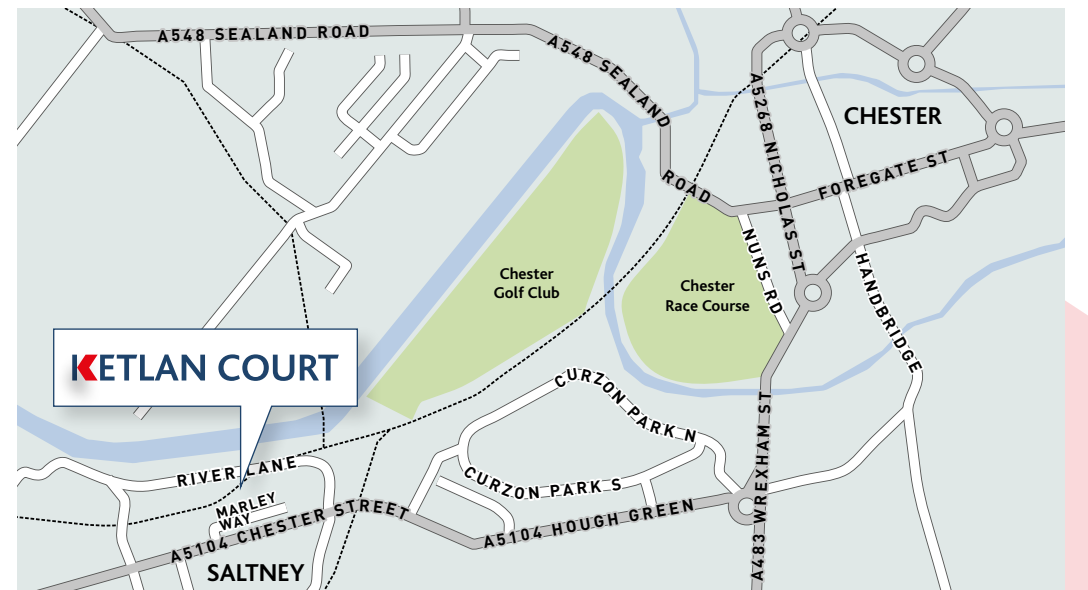 A548 SEALAND ROAD
A548 SEALAND
ROAD
A5268 NICHOLAS ST
CHESTER
FOREGATE ST
NUNS RD
HANDBRIDGE
Chester
Golf Club
Chester
Race Course
KETLAN COURT
CURZON PARK N
CURZON PARK S
RIVER LANE
MARLEY
WAY
A5104 CHESTER STREET
A5104 HOUGH GREEN
A483 WREXHAM ST
SALTNEY